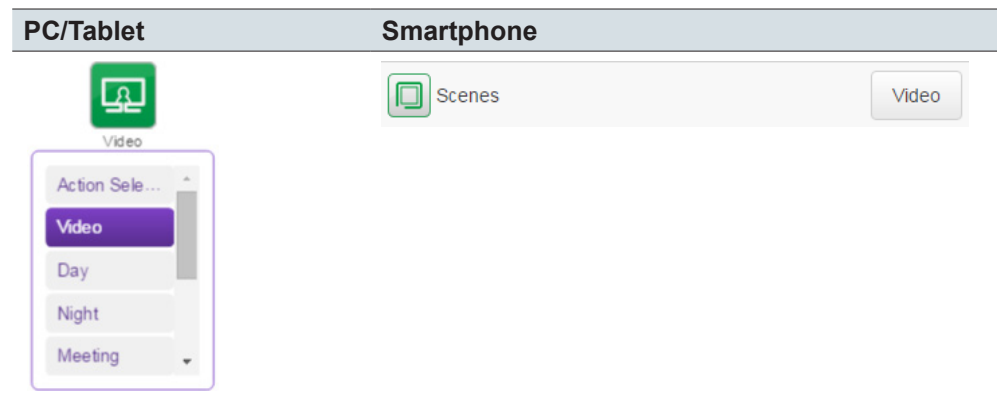 PC/Tablet Smartphone
Video
Scenes Video
Action Sele...
Video
Day
Night
Meeting